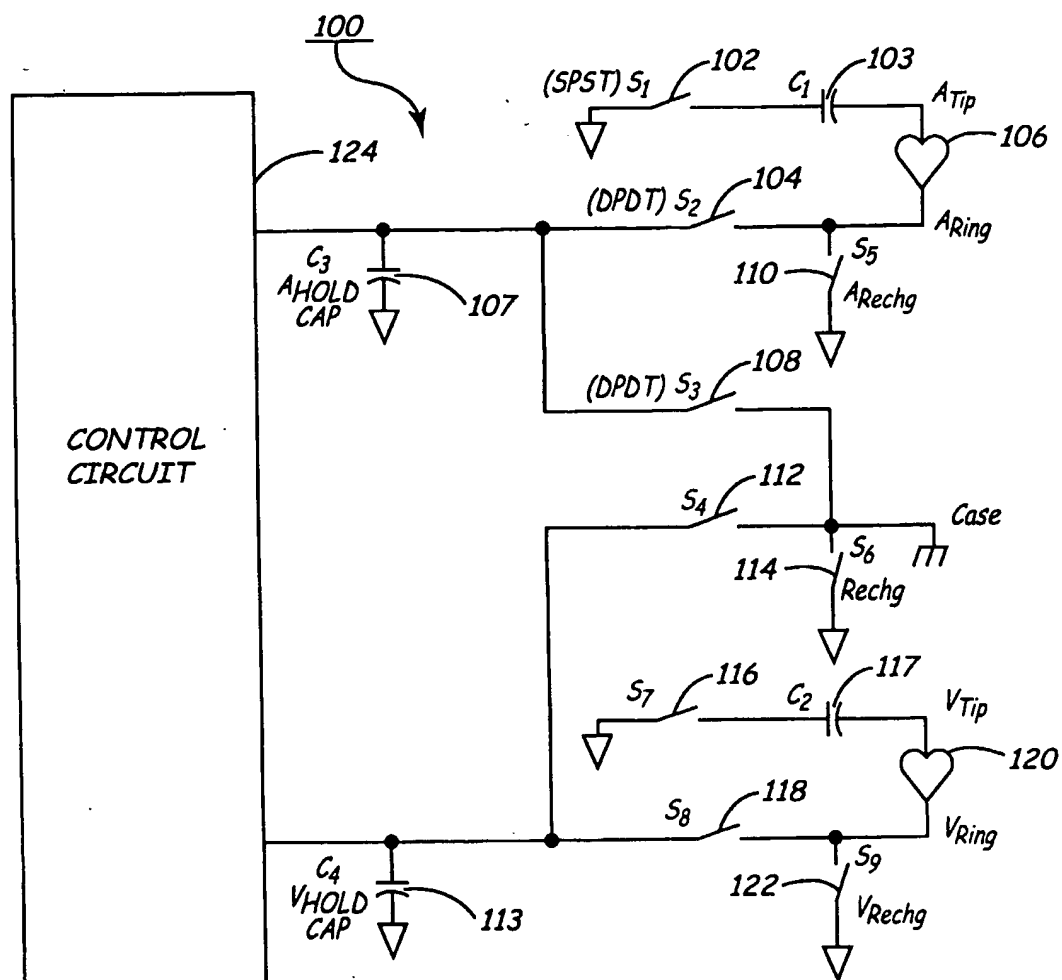 100
102
103
(SPST) S1
C1
ATip
106
124
104
(DPDT) S2
ARing
C3
AHOLD
CAP
107
110
S5
ARechg
108
(DPDT) S3
CONTROL
CIRCUIT
112
S4
Case
114
S6
Rechg
116
117
S7
C2
VTip
120
118
S8
VRing
C4
VHOLD
CAP
113
122
S9
VRechg